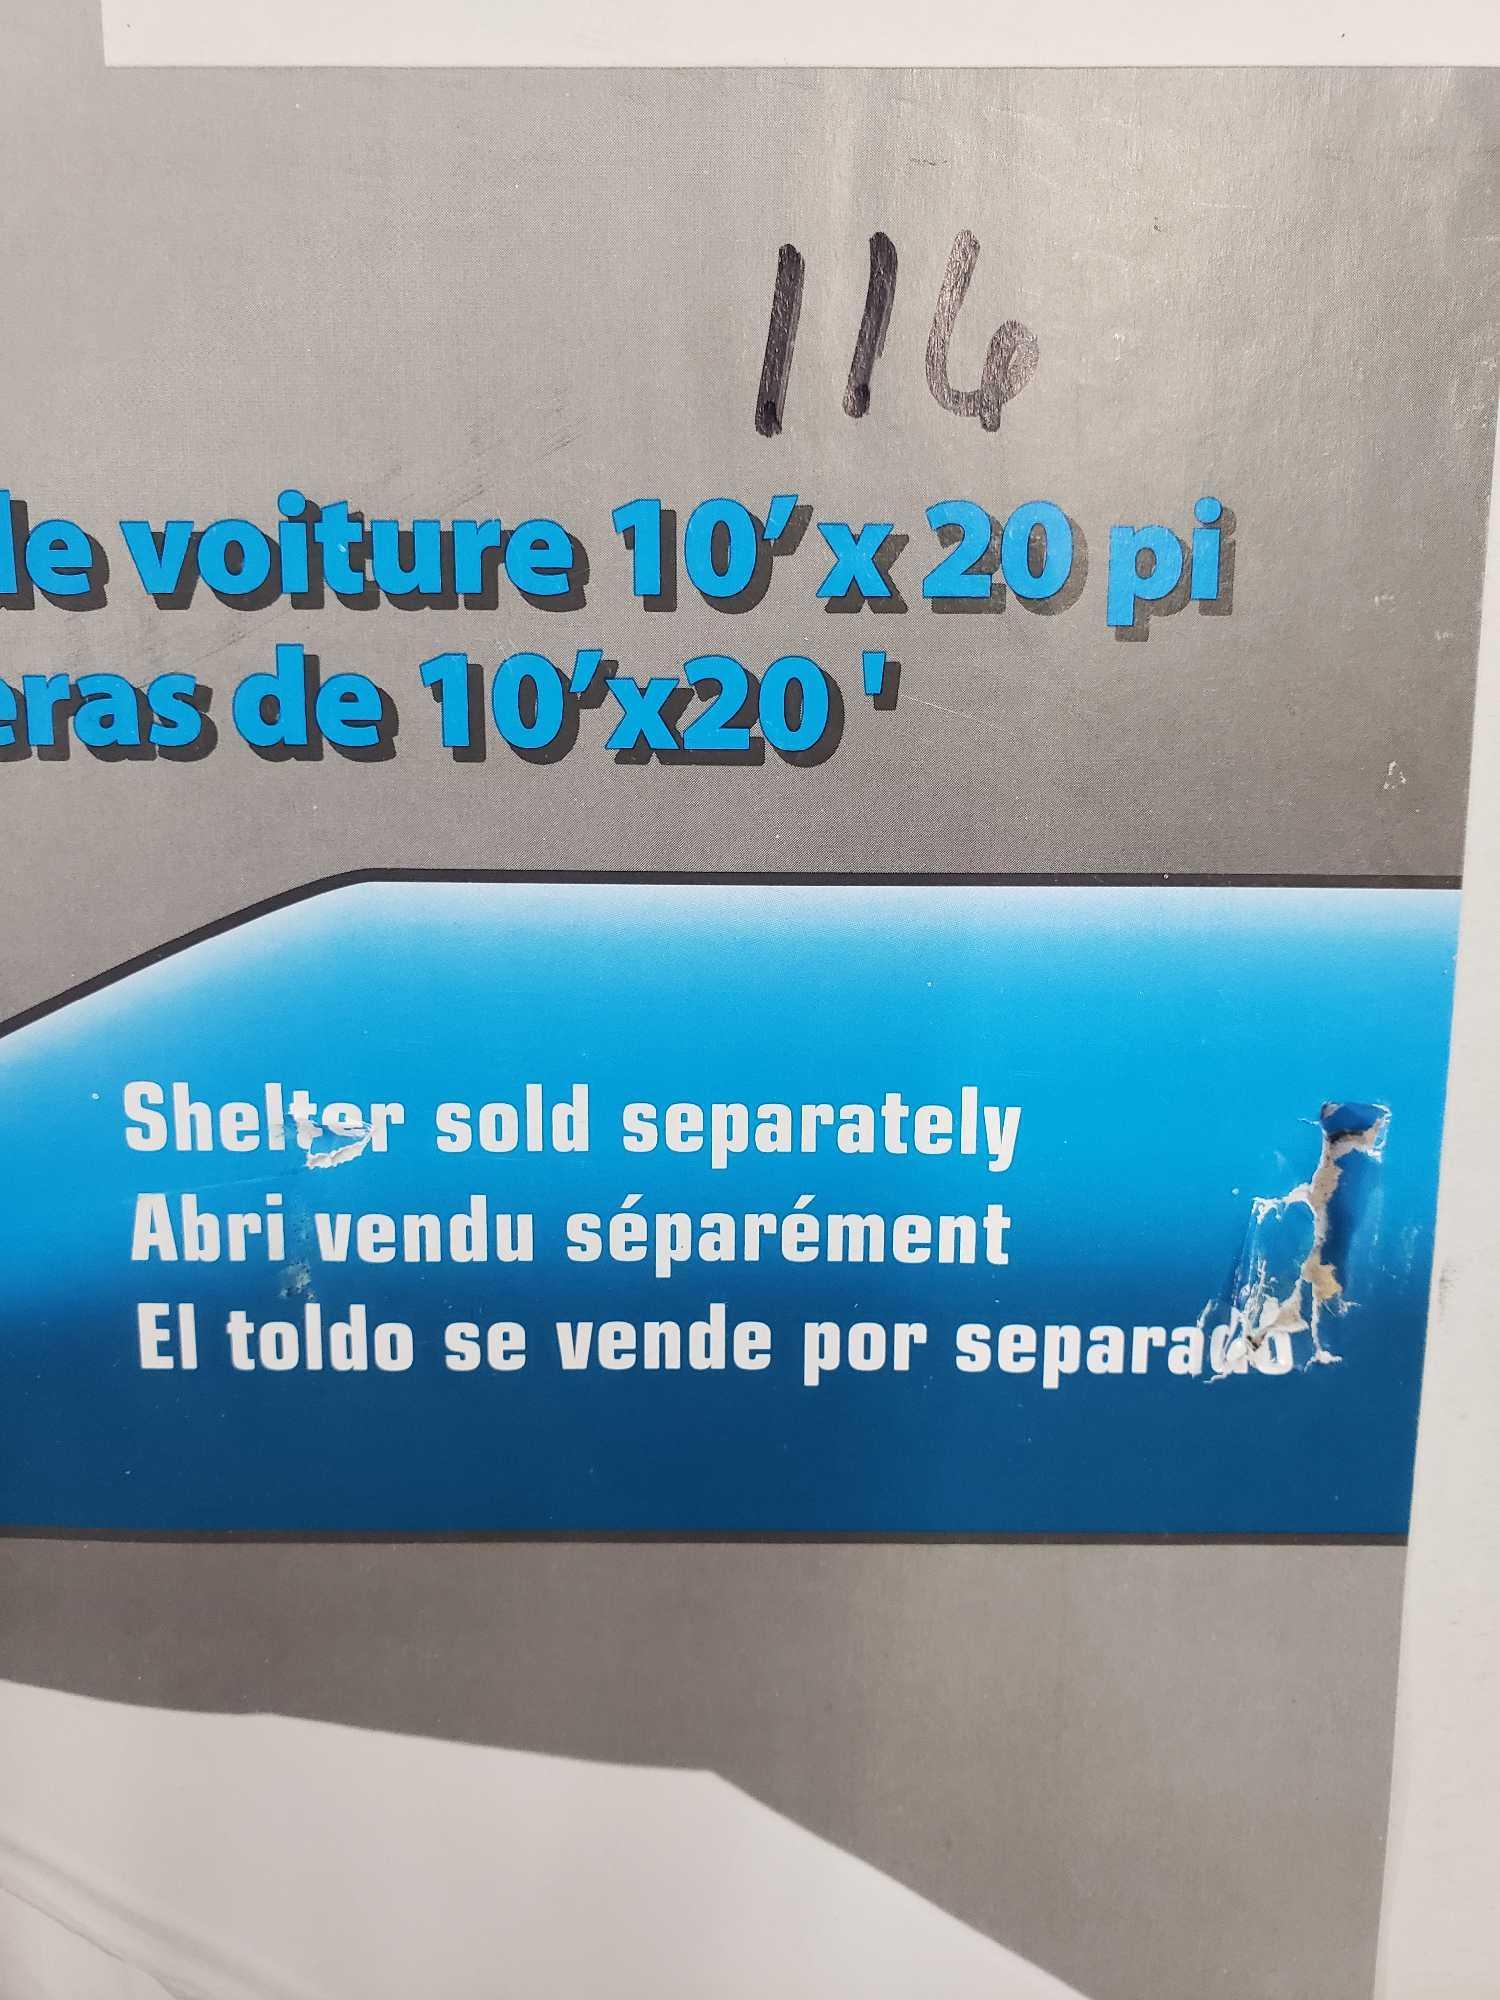 116
de voiture 10' x 20 pi
eras de 10'x20 '
Shelter sold separately
Abri vendu séparément
El toldo se vende por separado